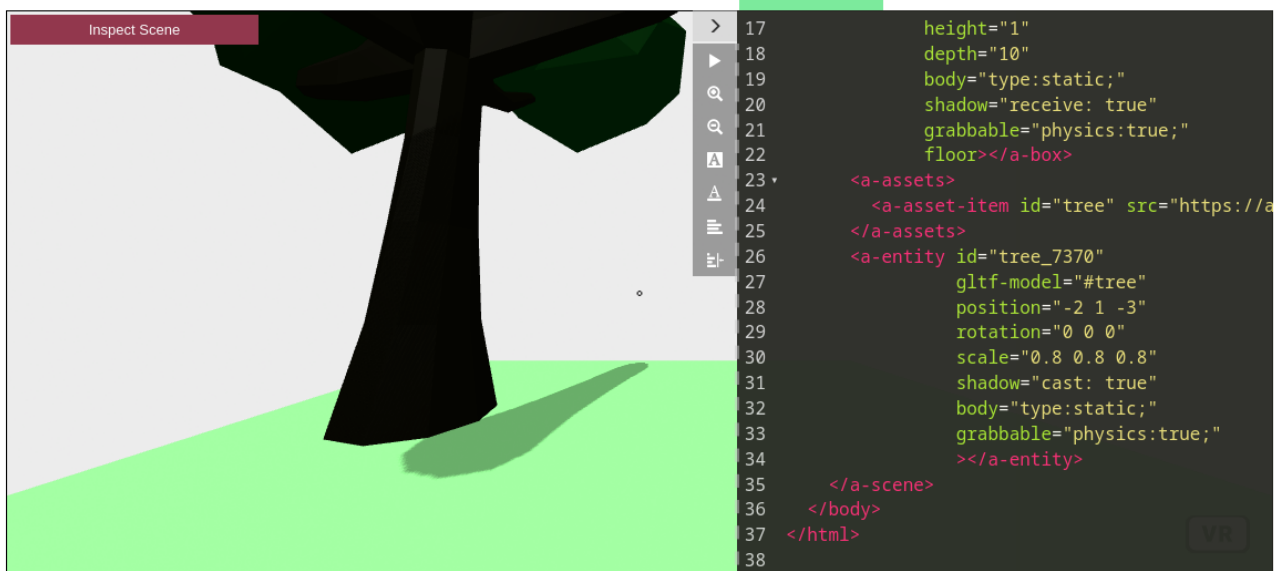 Inspect Scene
17 height="1"
18 depth="10"
19 body="type:static;"
20 shadow="receive: true"
21 grabbable="physics:true;"
22 floor></a-box>
23 <a-assets>
24 <a-asset-item id="tree" src="https://a
25 </a-assets>
26 <a-entity id="tree_7370"
27 gltf-model="#tree"
28 position="-2 1 -3"
29 rotation="0 0 0"
30 scale="0.8 0.8 0.8"
31 shadow="cast: true"
32 body="type:static;"
33 grabbable="physics:true;"
34 ></a-entity>
35 </a-scene>
36 </body>
37 </html>
38
VR